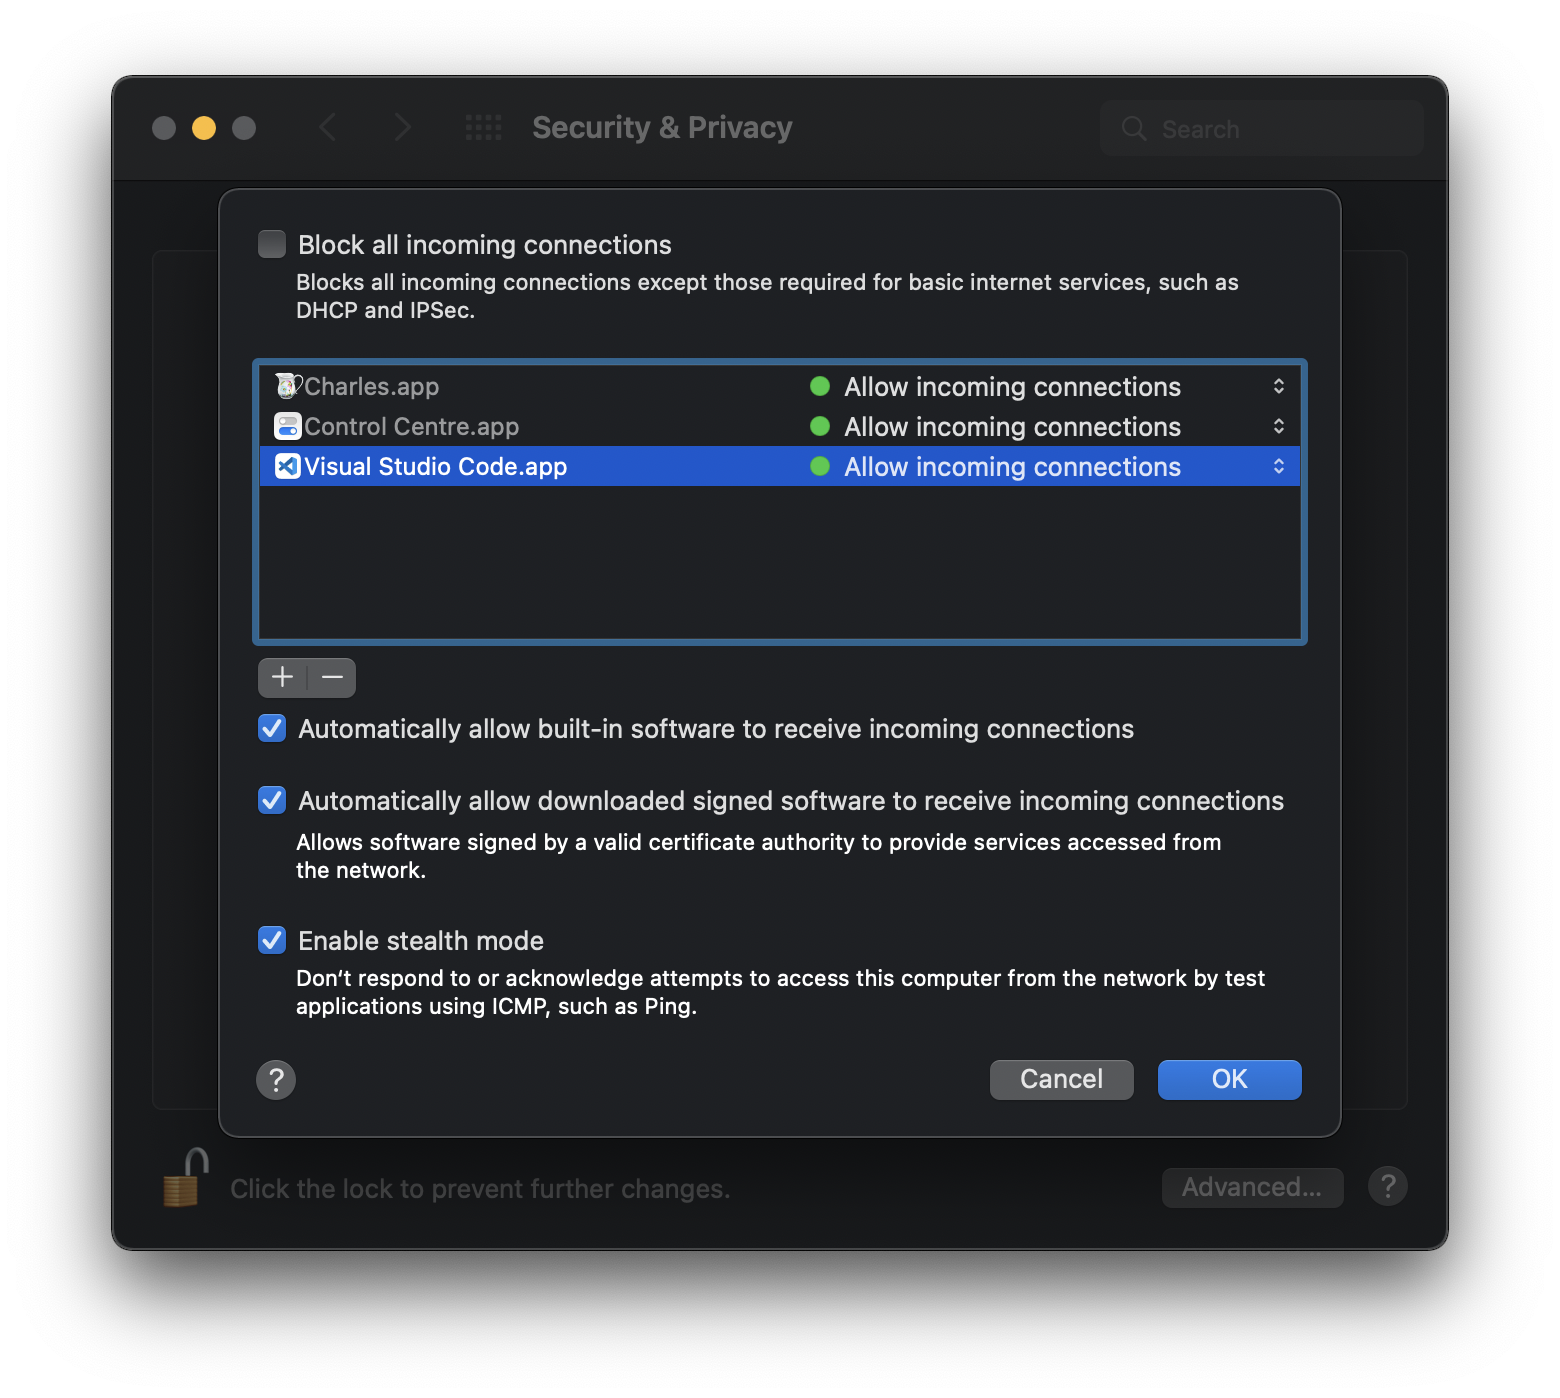 Security & Privacy
Search
Block all incoming connections
Blocks all incoming connections except those required for basic internet services, such as
DHCP and IPSec.
Charles.app Allow incoming connections
Control Centre.app Allow incoming connections
Visual Studio Code.app Allow incoming connections
Automatically allow built-in software to receive incoming connections
Automatically allow downloaded signed software to receive incoming connections
Allows software signed by a valid certificate authority to provide services accessed from
the network.
Enable stealth mode
Don‘t respond to or acknowledge attempts to access this computer from the network by test
applications using ICMP, such as Ping.
? Cancel OK
Click the lock to prevent further changes. Advanced... ?